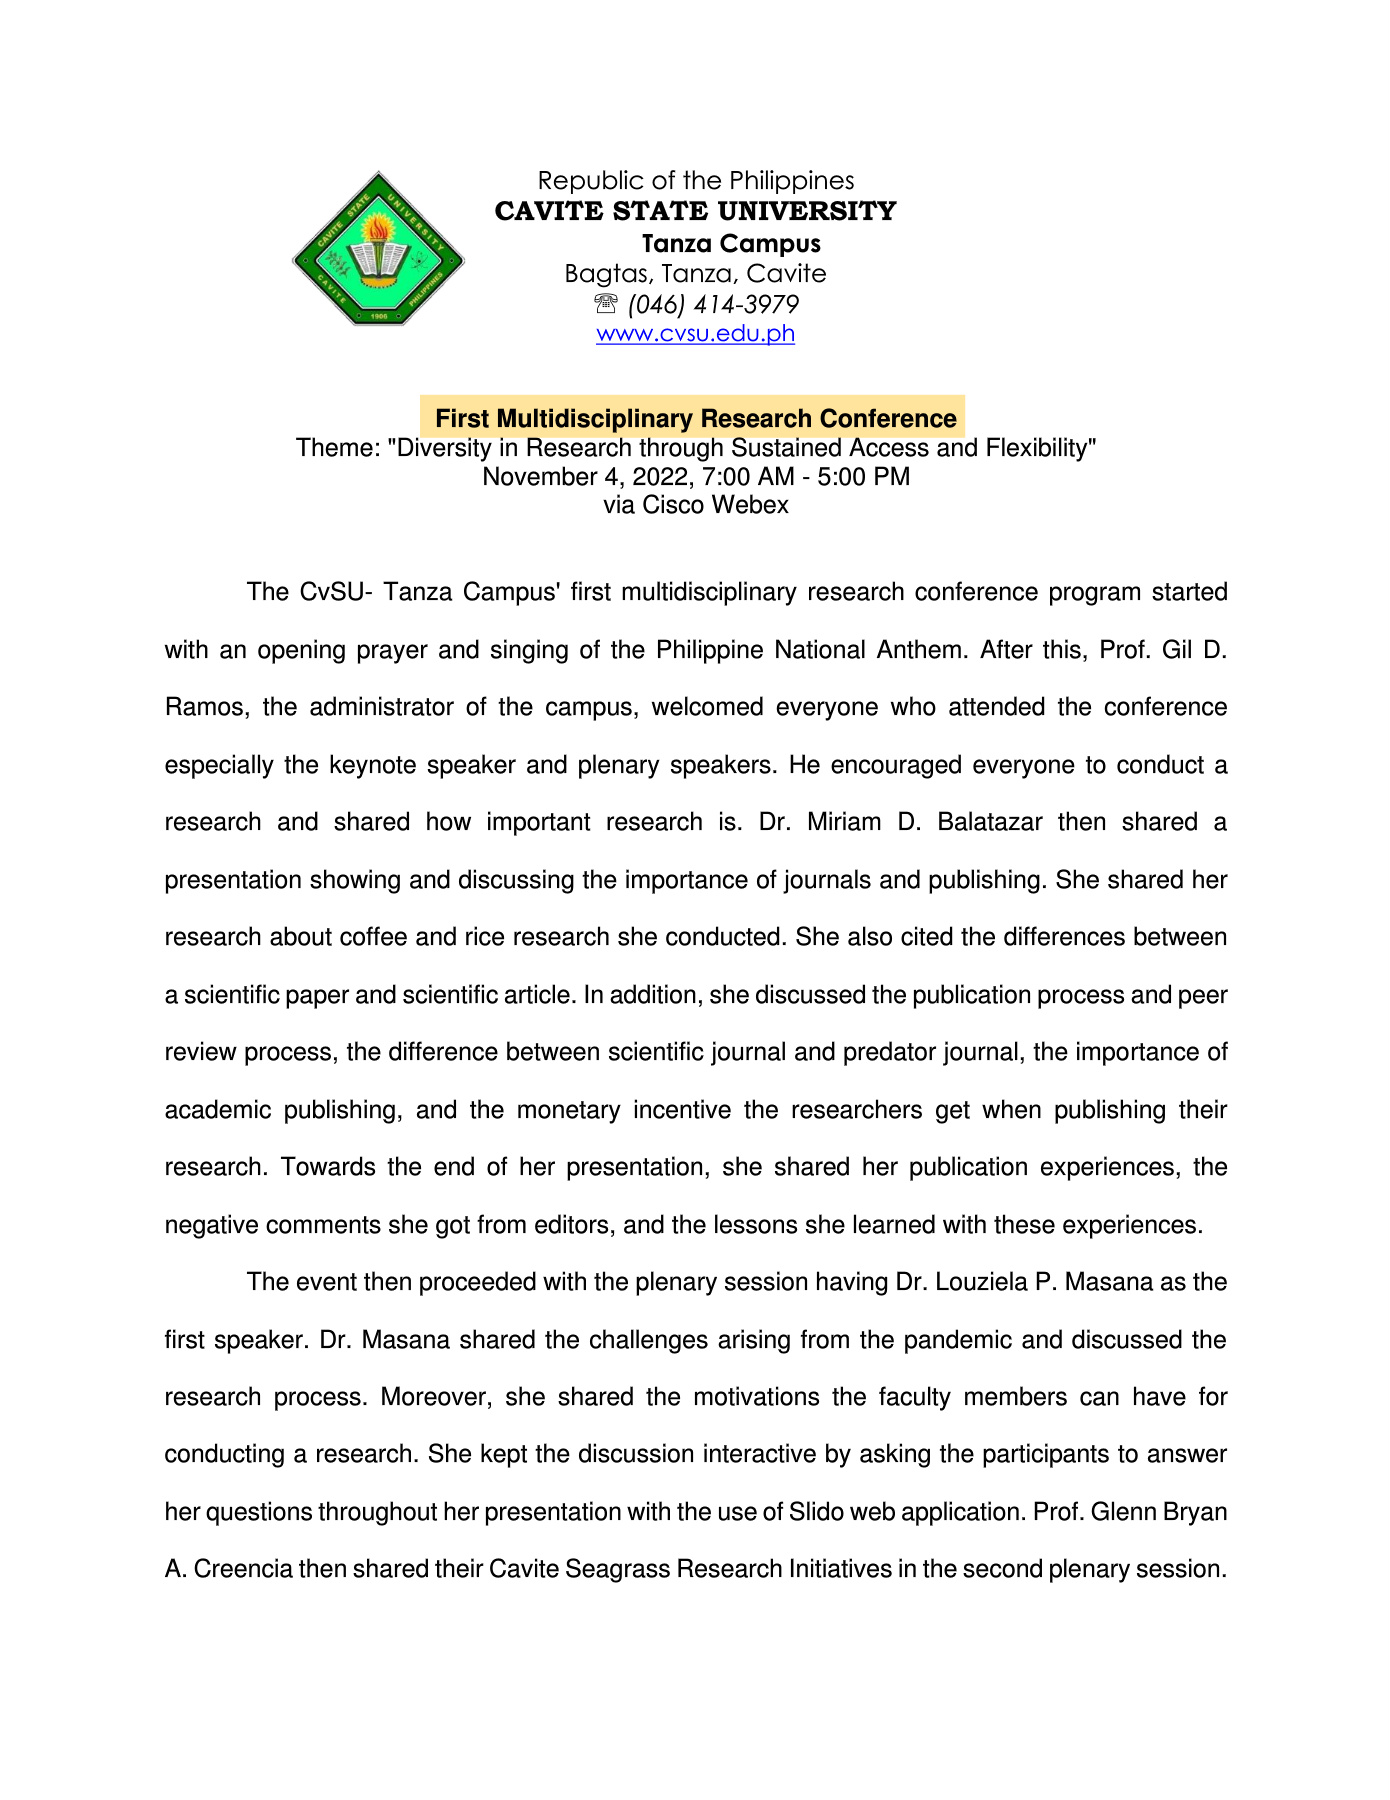 Republic of the Philippines
CAVITE STATE UNIVERSITY
Tanza Campus
Bagtas, Tanza, Cavite
☏ (046) 414-3979
www.cvsu.edu.ph
CAVITE STATE UNIVERSITY
CAVITE PHILIPPINES
1906
First Multidisciplinary Research Conference
Theme: "Diversity in Research through Sustained Access and Flexibility"
November 4, 2022, 7:00 AM - 5:00 PM
via Cisco Webex
The CvSU- Tanza Campus' first multidisciplinary research conference program started
with an opening prayer and singing of the Philippine National Anthem. After this, Prof. Gil D.
Ramos, the administrator of the campus, welcomed everyone who attended the conference
especially the keynote speaker and plenary speakers. He encouraged everyone to conduct a
research and shared how important research is. Dr. Miriam D. Balatazar then shared a
presentation showing and discussing the importance of journals and publishing. She shared her
research about coffee and rice research she conducted. She also cited the differences between
a scientific paper and scientific article. In addition, she discussed the publication process and peer
review process, the difference between scientific journal and predator journal, the importance of
academic publishing, and the monetary incentive the researchers get when publishing their
research. Towards the end of her presentation, she shared her publication experiences, the
negative comments she got from editors, and the lessons she learned with these experiences.
The event then proceeded with the plenary session having Dr. Louziela P. Masana as the
first speaker. Dr. Masana shared the challenges arising from the pandemic and discussed the
research process. Moreover, she shared the motivations the faculty members can have for
conducting a research. She kept the discussion interactive by asking the participants to answer
her questions throughout her presentation with the use of Slido web application. Prof. Glenn Bryan
A. Creencia then shared their Cavite Seagrass Research Initiatives in the second plenary session.